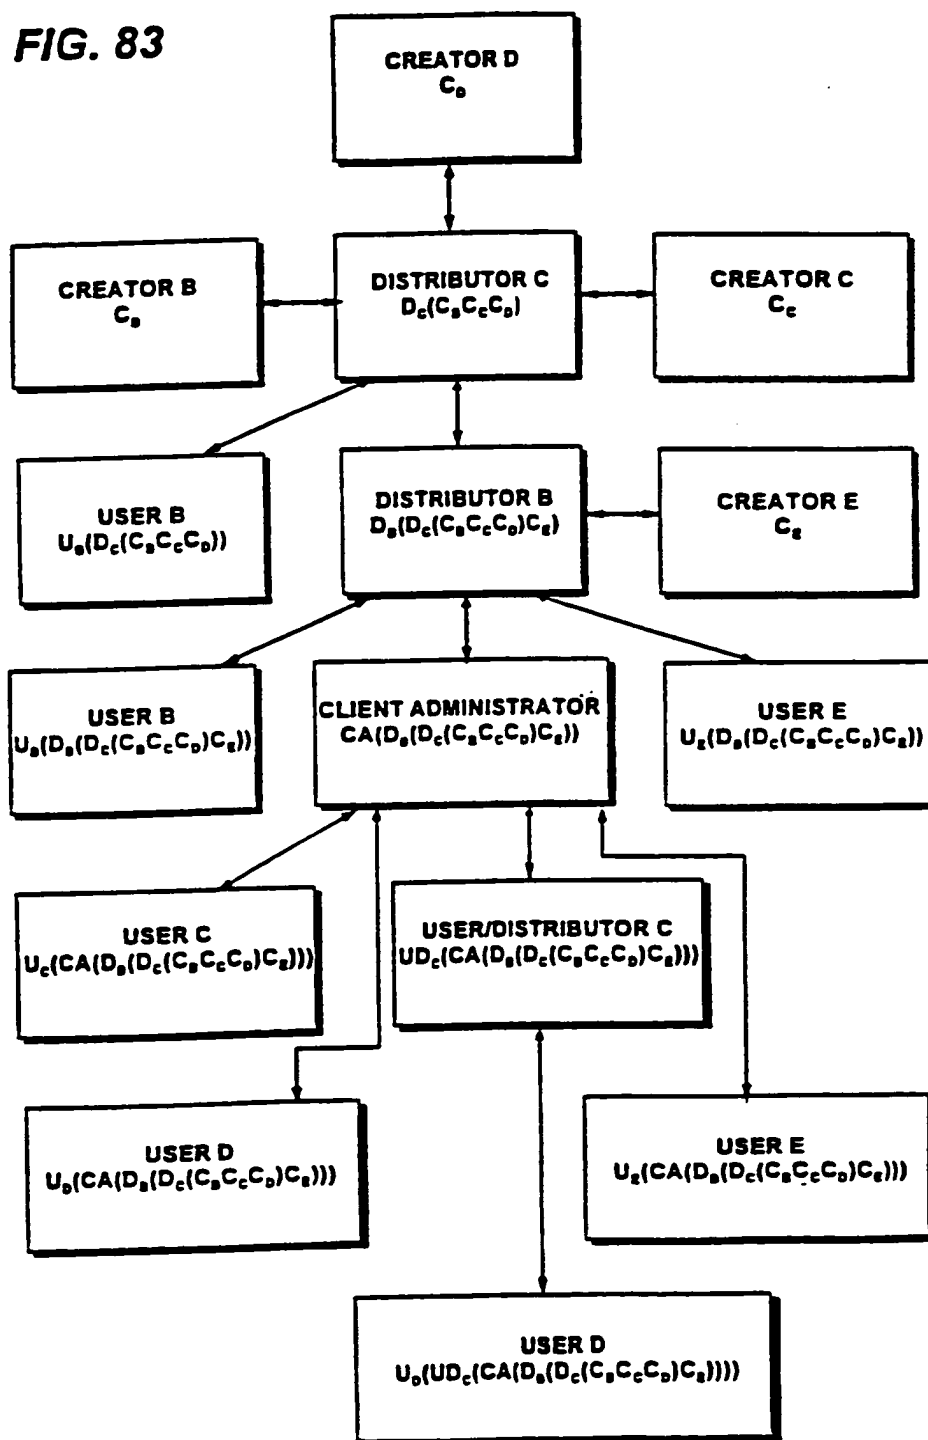 FIG. 83
CREATOR D
C_D
CREATOR B
C_B
DISTRIBUTOR C
D_C(C_BC_CC_D)
CREATOR C
C_C
USER B
U_B(D_C(C_BC_CC_D))
DISTRIBUTOR B
D_B(D_C(C_BC_CC_D)C_E)
CREATOR E
C_E
USER B
U_B(D_B(D_C(C_BC_CC_D)C_E))
CLIENT ADMINISTRATOR
CA(D_B(D_C(C_BC_CC_D)C_E))
USER E
U_E(D_B(D_C(C_BC_CC_D)C_E))
USER C
U_C(CA(D_B(D_C(C_BC_CC_D)C_E)))
USER/DISTRIBUTOR C
UD_C(CA(D_B(D_C(C_BC_CC_D)C_E)))
USER D
U_D(CA(D_B(D_C(C_BC_CC_D)C_E)))
USER E
U_E(CA(D_B(D_C(C_BC_CC_D)C_E)))
USER D
U_D(UD_C(CA(D_B(D_C(C_BC_CC_D)C_E))))